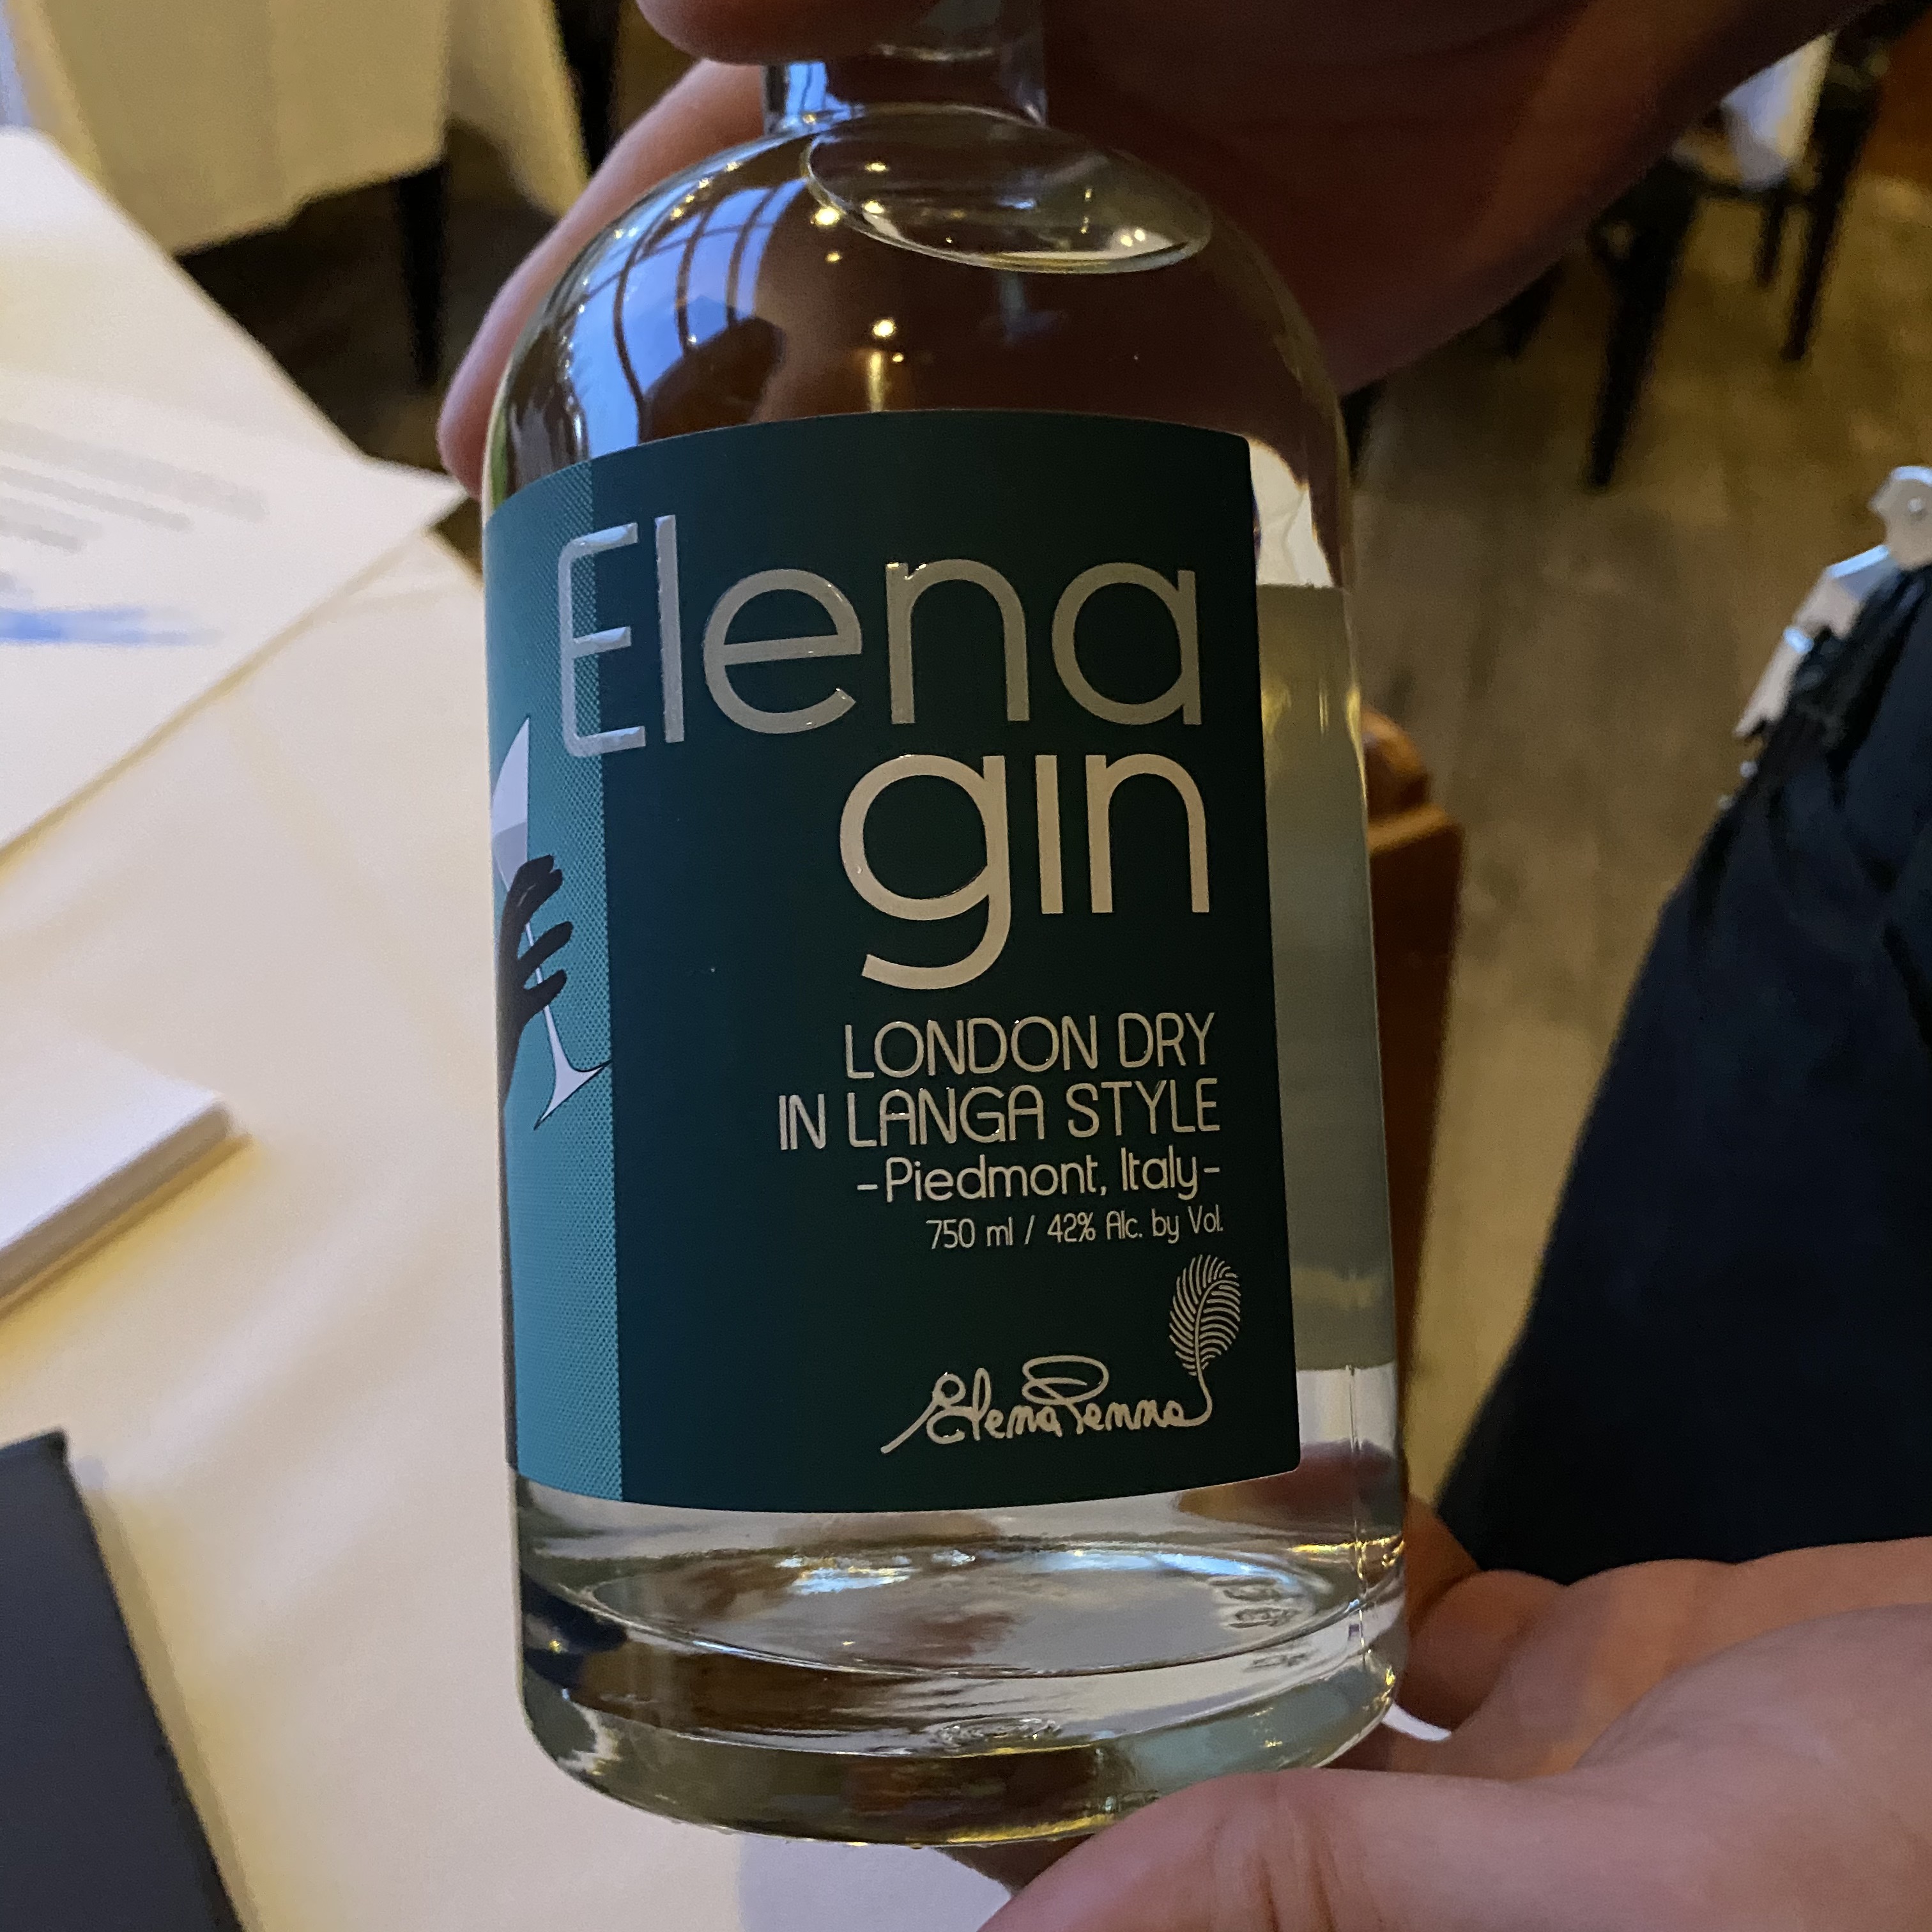 Elena
gin
LONDON DRY
IN LANGA STYLE
-Piedmont, Italy-
750 ml / 42% Alc. by Vol.
Elena Penna